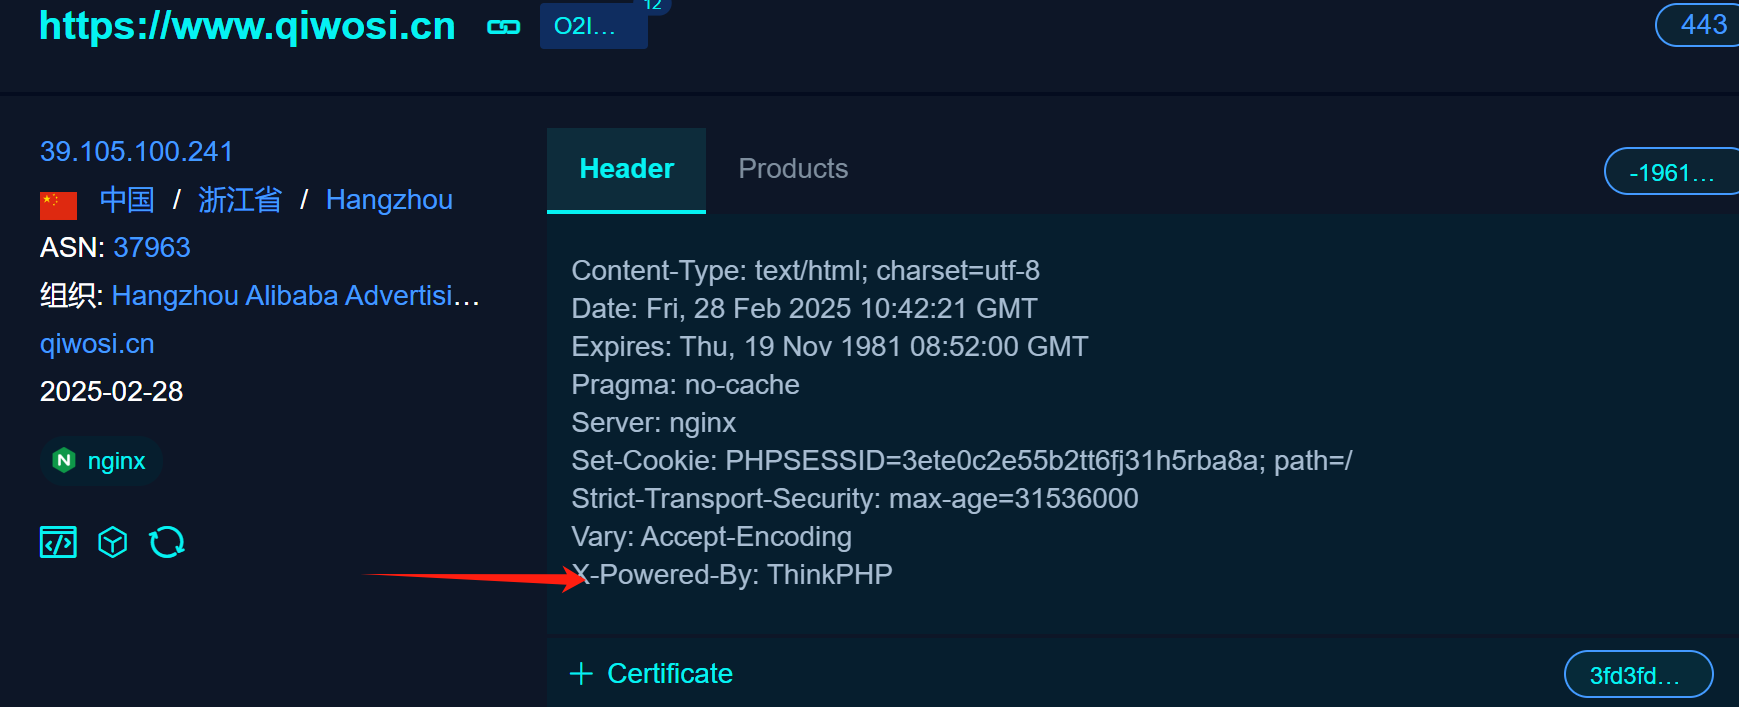 https://www.qiwosi.cn
O2I...
12
443
39.105.100.241
中国 / 浙江省 / Hangzhou
ASN: 37963
组织: Hangzhou Alibaba Advertisi...
qiwosi.cn
2025-02-28
nginx
Header
Products
-1961...
Content-Type: text/html; charset=utf-8
Date: Fri, 28 Feb 2025 10:42:21 GMT
Expires: Thu, 19 Nov 1981 08:52:00 GMT
Pragma: no-cache
Server: nginx
Set-Cookie: PHPSESSID=3ete0c2e55b2tt6fj31h5rba8a; path=/
Strict-Transport-Security: max-age=31536000
Vary: Accept-Encoding
X-Powered-By: ThinkPHP
+ Certificate
3fd3fd...